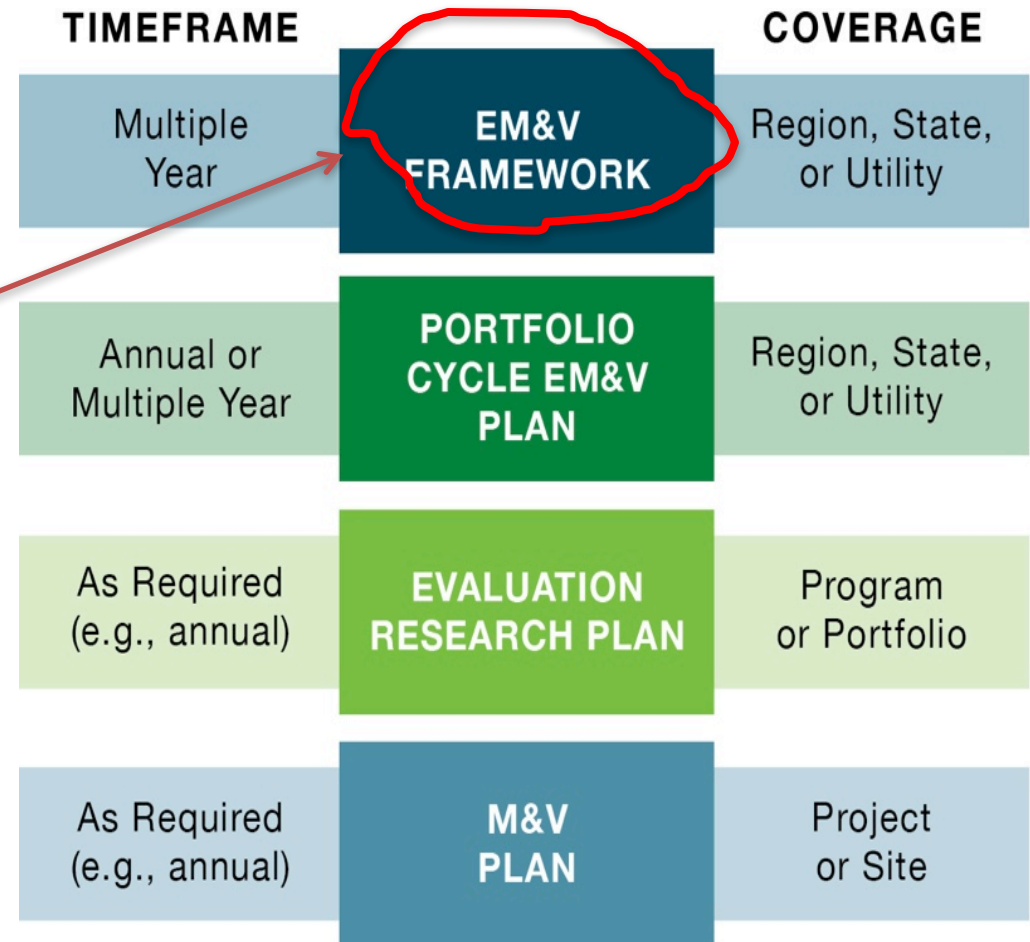 TIMEFRAME
COVERAGE
Multiple
Year
EM&V
FRAMEWORK
Region, State,
or Utility
Annual or
Multiple Year
PORTFOLIO
CYCLE EM&V
PLAN
Region, State,
or Utility
As Required
(e.g., annual)
EVALUATION
RESEARCH PLAN
Program
or Portfolio
As Required
(e.g., annual)
M&V
PLAN
Project
or Site